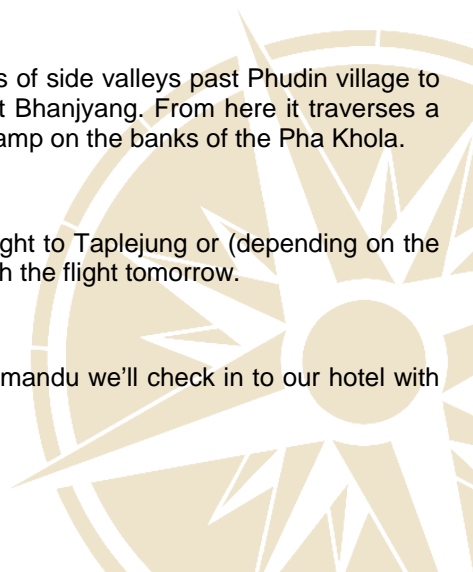 s of side valleys past Phudin village to
t Bhanjyang. From here it traverses a
amp on the banks of the Pha Khola.
ght to Taplejung or (depending on the
h the flight tomorrow.
mandu we'll check in to our hotel with